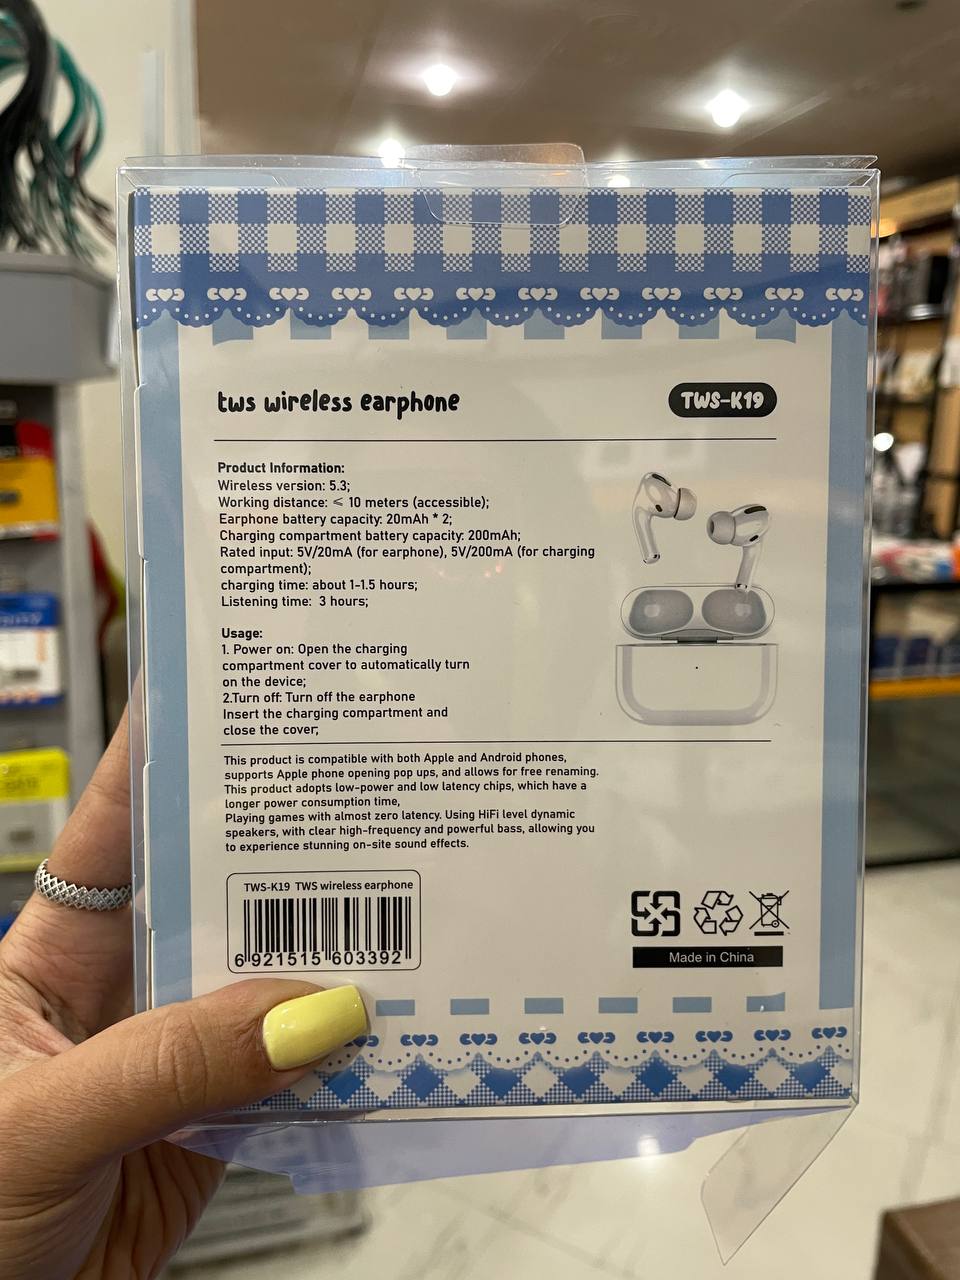 tws wireless earphone
TWS-K19
Product Information:
Wireless version: 5.3;
Working distance: ⩽ 10 meters (accessible);
Earphone battery capacity: 20mAh * 2;
Charging compartment battery capacity: 200mAh;
Rated input: 5V/20mA (for earphone), 5V/200mA (for charging
compartment);
charging time: about 1-1.5 hours;
Listening time: 3 hours;
Usage:
1. Power on: Open the charging
compartment cover to automatically turn
on the device;
2.Turn off: Turn off the earphone
Insert the charging compartment and
close the cover;
This product is compatible with both Apple and Android phones,
supports Apple phone opening pop ups, and allows for free renaming.
This product adopts low-power and low latency chips, which have a
longer power consumption time,
Playing games with almost zero latency. Using HiFi level dynamic
speakers, with clear high-frequency and powerful bass, allowing you
to experience stunning on-site sound effects.
TWS-K19 TWS wireless earphone
6 921515 603392
Made in China